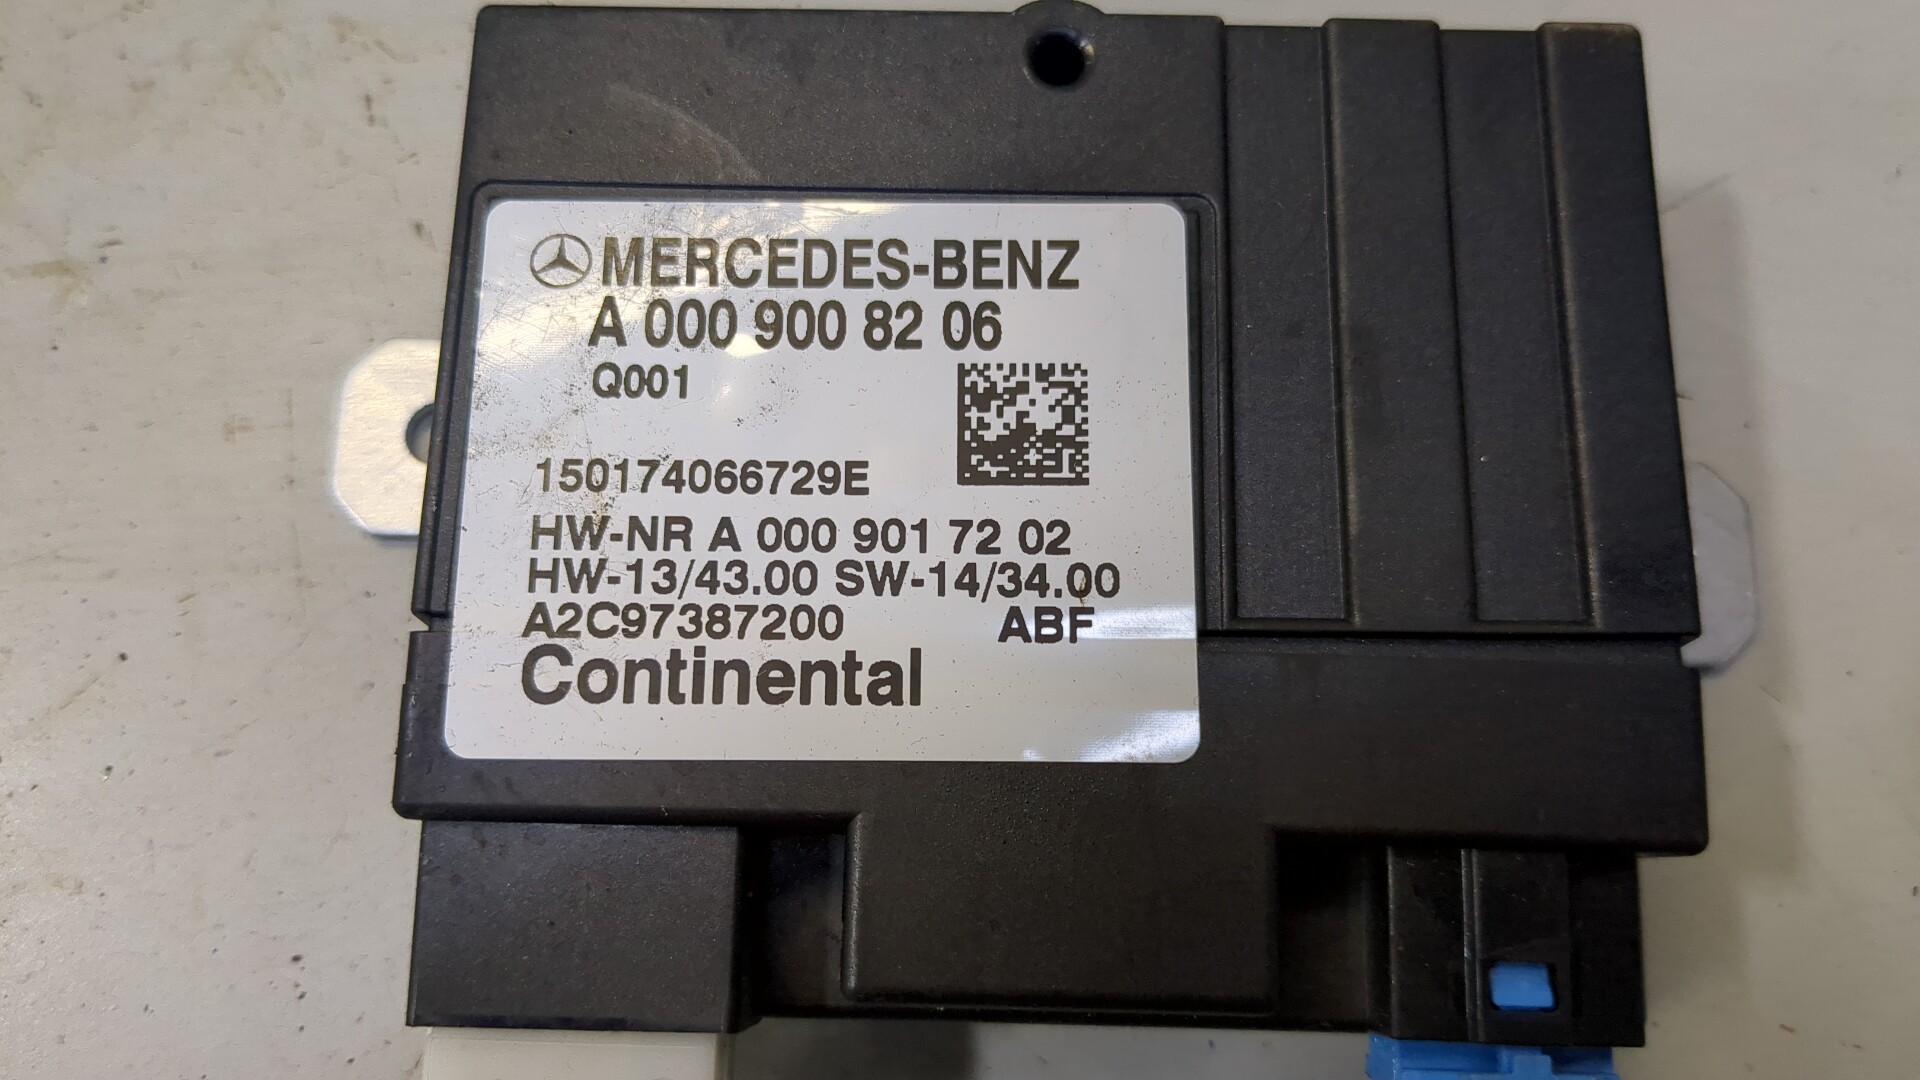 MERCEDES-BENZ
A 000 900 82 06
Q001
150174066729E
HW-NR A 000 901 72 02
HW-13/43.00 SW-14/34.00
A2C97387200 ABF
Continental